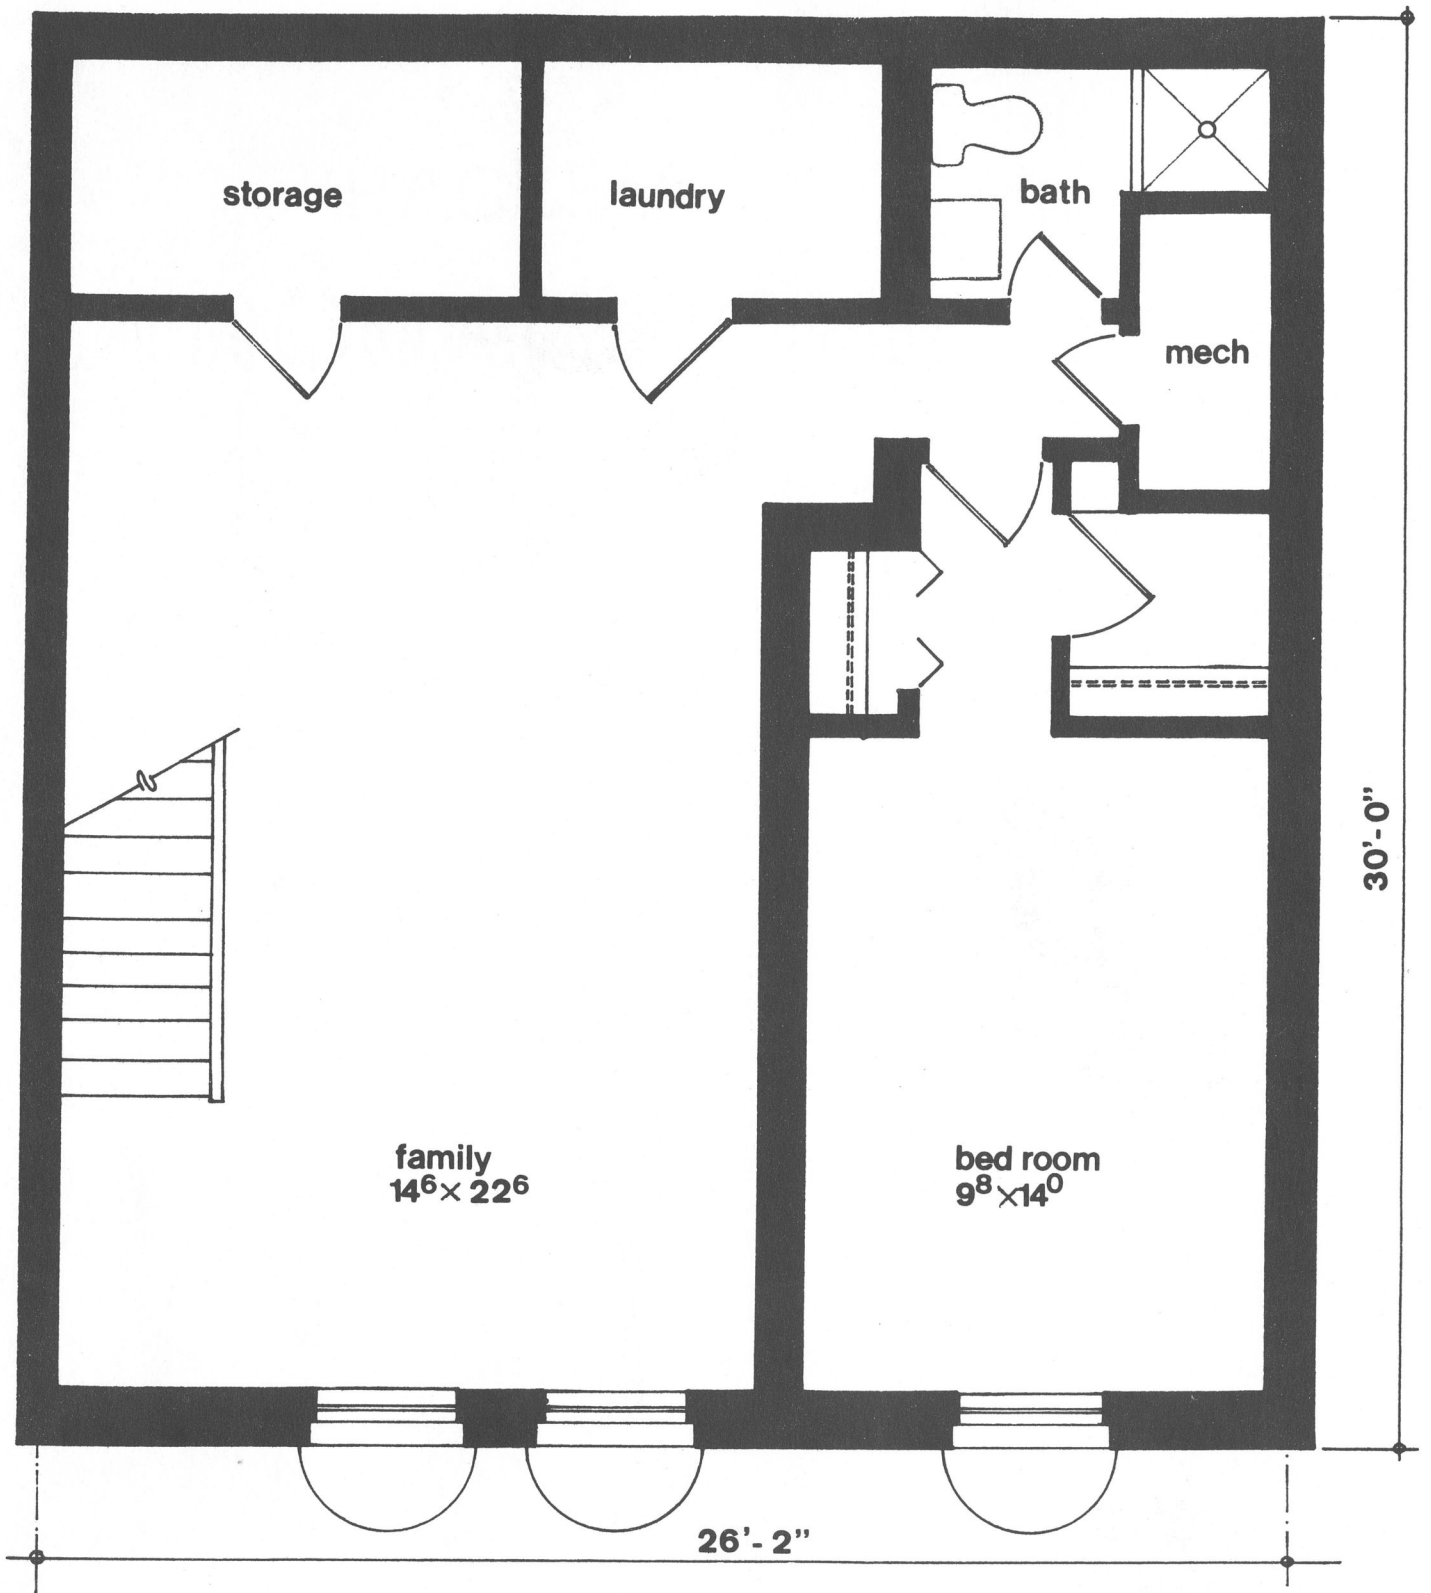 storage
laundry
bath
mech
30'-0"
family
14⁶ × 22⁶
bed room
9⁸ × 14⁰
26'-2"